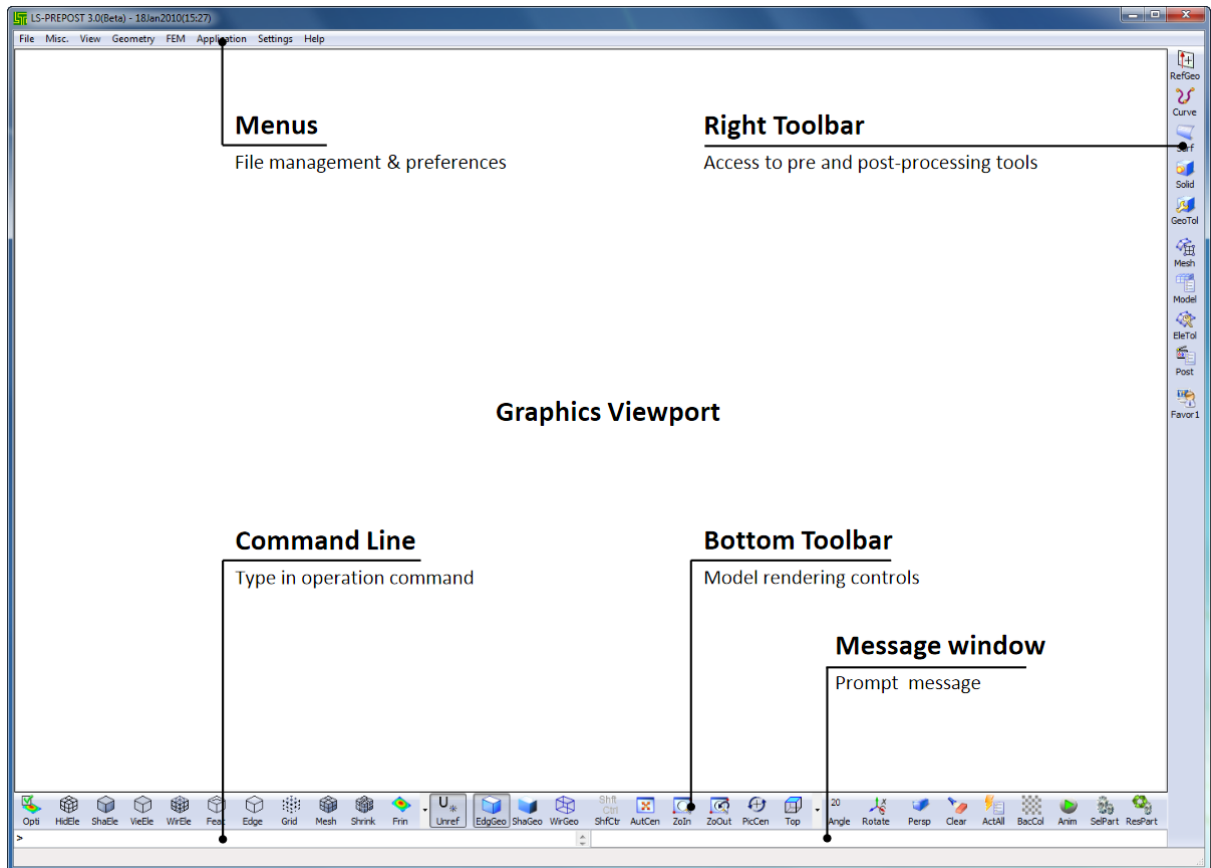 LS-PREPOST 3.0(Beta) - 18Jan2010(15:27)
File Misc. View Geometry FEM Application Settings Help
RefGeo
Curve
Menus
Right Toolbar
Surf
File management & preferences
Access to pre and post-processing tools
Solid
GeoTol
Mesh
Model
EleTol
Post
Favor1
Graphics Viewport
Command Line
Bottom Toolbar
Type in operation command
Model rendering controls
Message window
Prompt message
Opti HidEle ShaEle VieEle WirEle Feat Edge Grid Mesh Shrink Frin Unref EdgGeo ShaGeo WirGeo ShfCtr AutCen ZoIn ZoOut PicCen Top Angle Rotate Persp Clear ActAll BacCol Anim SelPart ResPart
U*
Shft
Ctrl
20
>